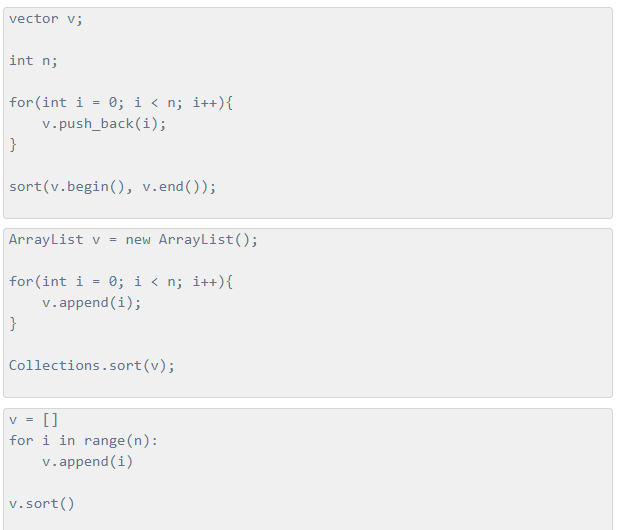 vector v;
int n;
for(int i = 0; i < n; i++){
    v.push_back(i);
}
sort(v.begin(), v.end());
ArrayList v = new ArrayList();
for(int i = 0; i < n; i++){
    v.append(i);
}
Collections.sort(v);
v = []
for i in range(n):
    v.append(i)
v.sort()